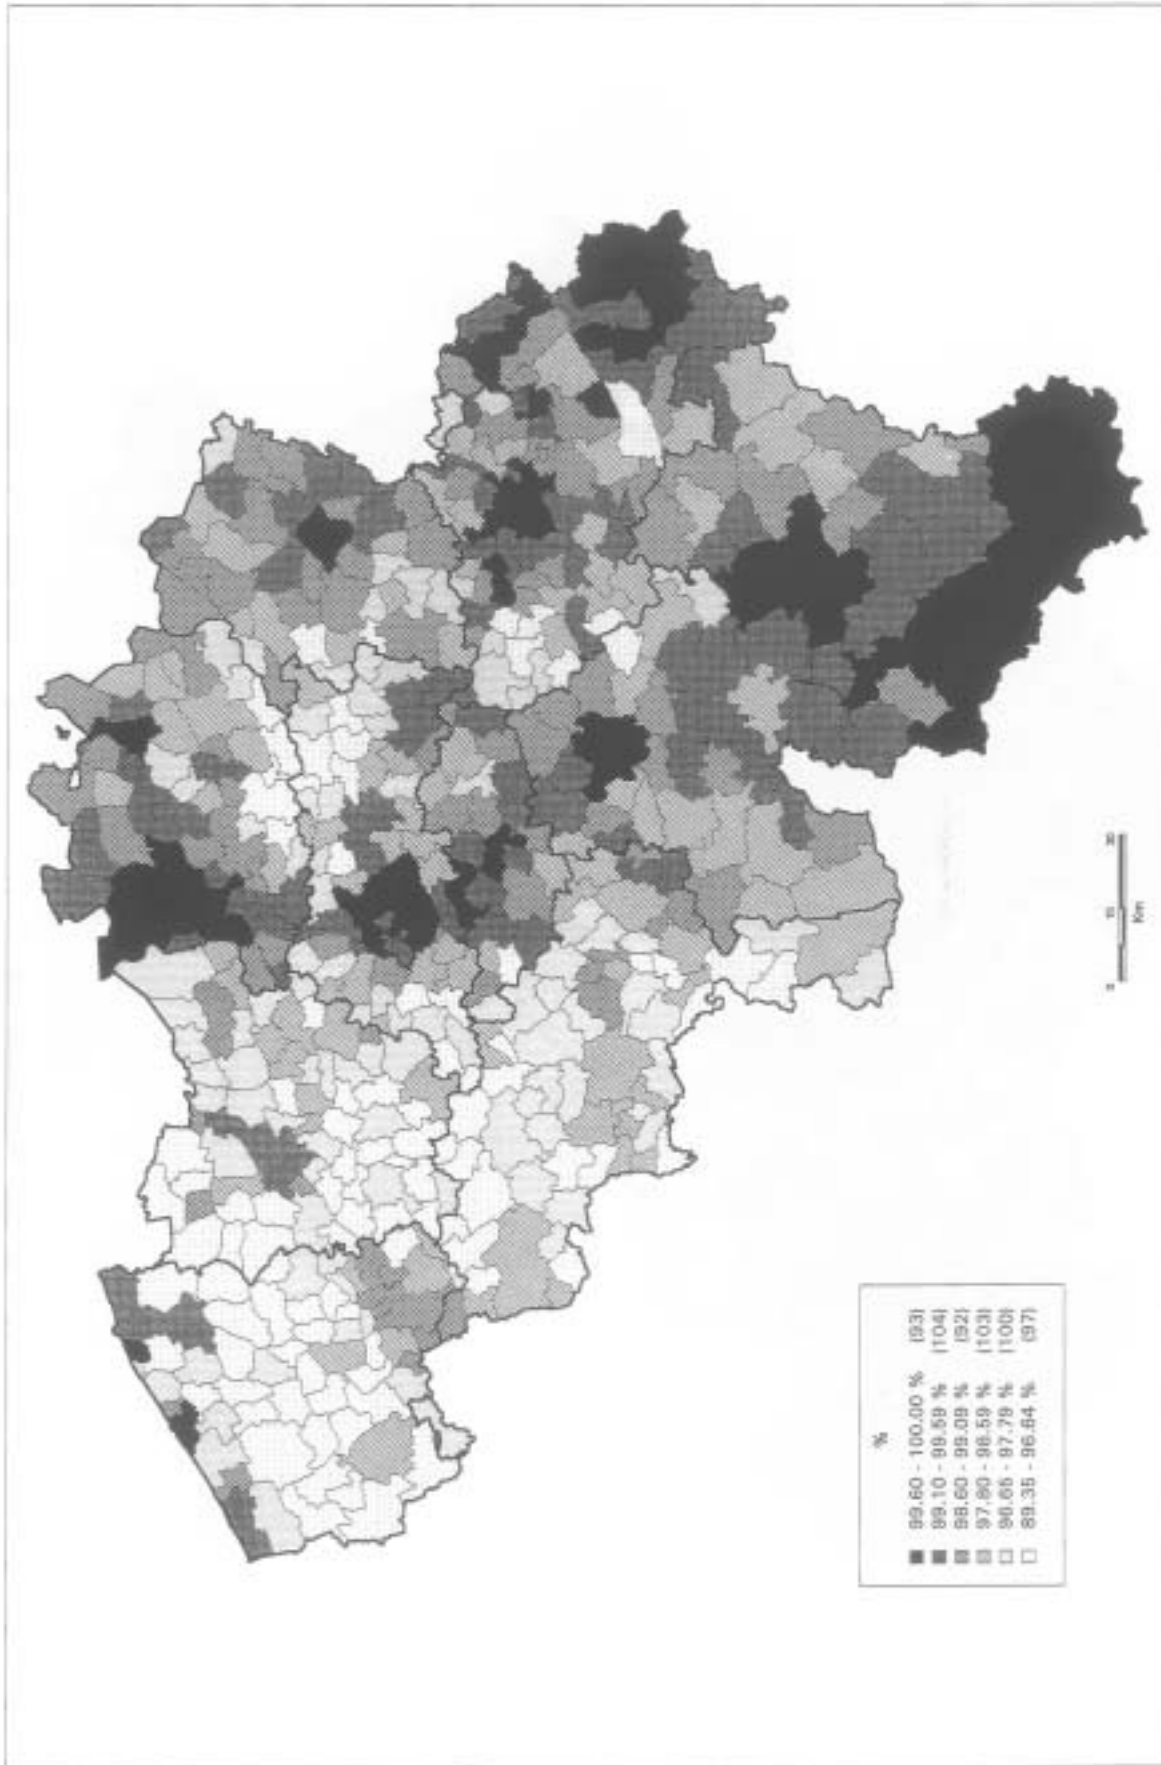 %
99.60 - 100.00 % (93)
99.10 - 99.59 % (104)
98.60 - 99.09 % (92)
97.80 - 98.59 % (103)
96.65 - 97.79 % (100)
89.35 - 96.64 % (97)
Km